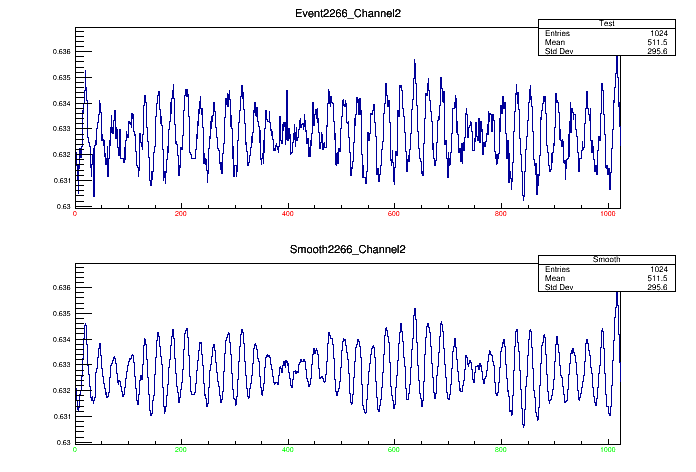 Event2266_Channel2
Test
Entries 1024
Mean 511.5
Std Dev 295.6
0.636
0.635
0.634
0.633
0.632
0.631
0.63
0 200 400 600 800 1000
Smooth2266_Channel2
Smooth
Entries 1024
Mean 511.5
Std Dev 295.6
0.636
0.635
0.634
0.633
0.632
0.631
0.63
0 200 400 600 800 1000